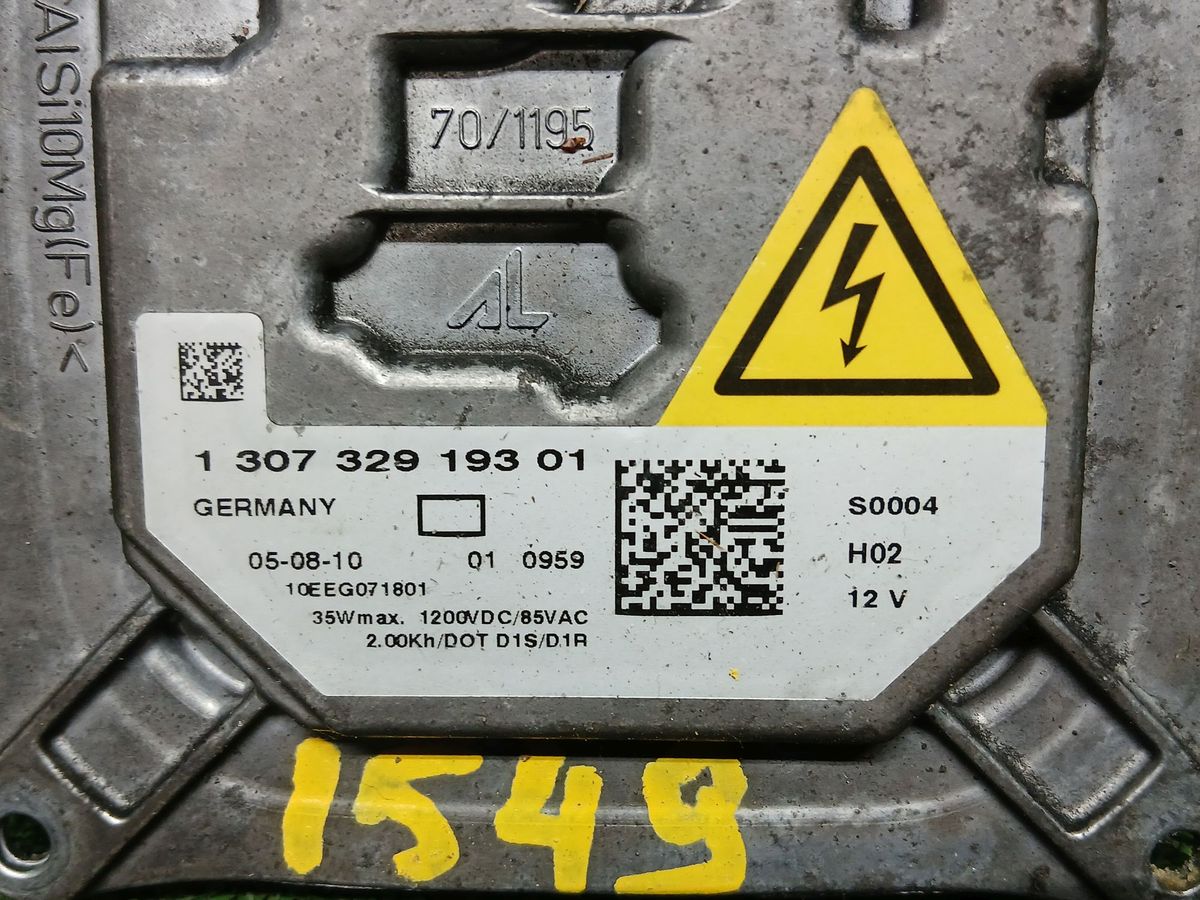 AlSi10Mg(Fe)<
70/1195
AL
1 307 329 193 01
GERMANY
05-08-10 01 0959
10EEG071801
35Wmax. 1200VDC/85VAC
2.00Kh/DOT D1S/D1R
S0004
H02
12 V
1549